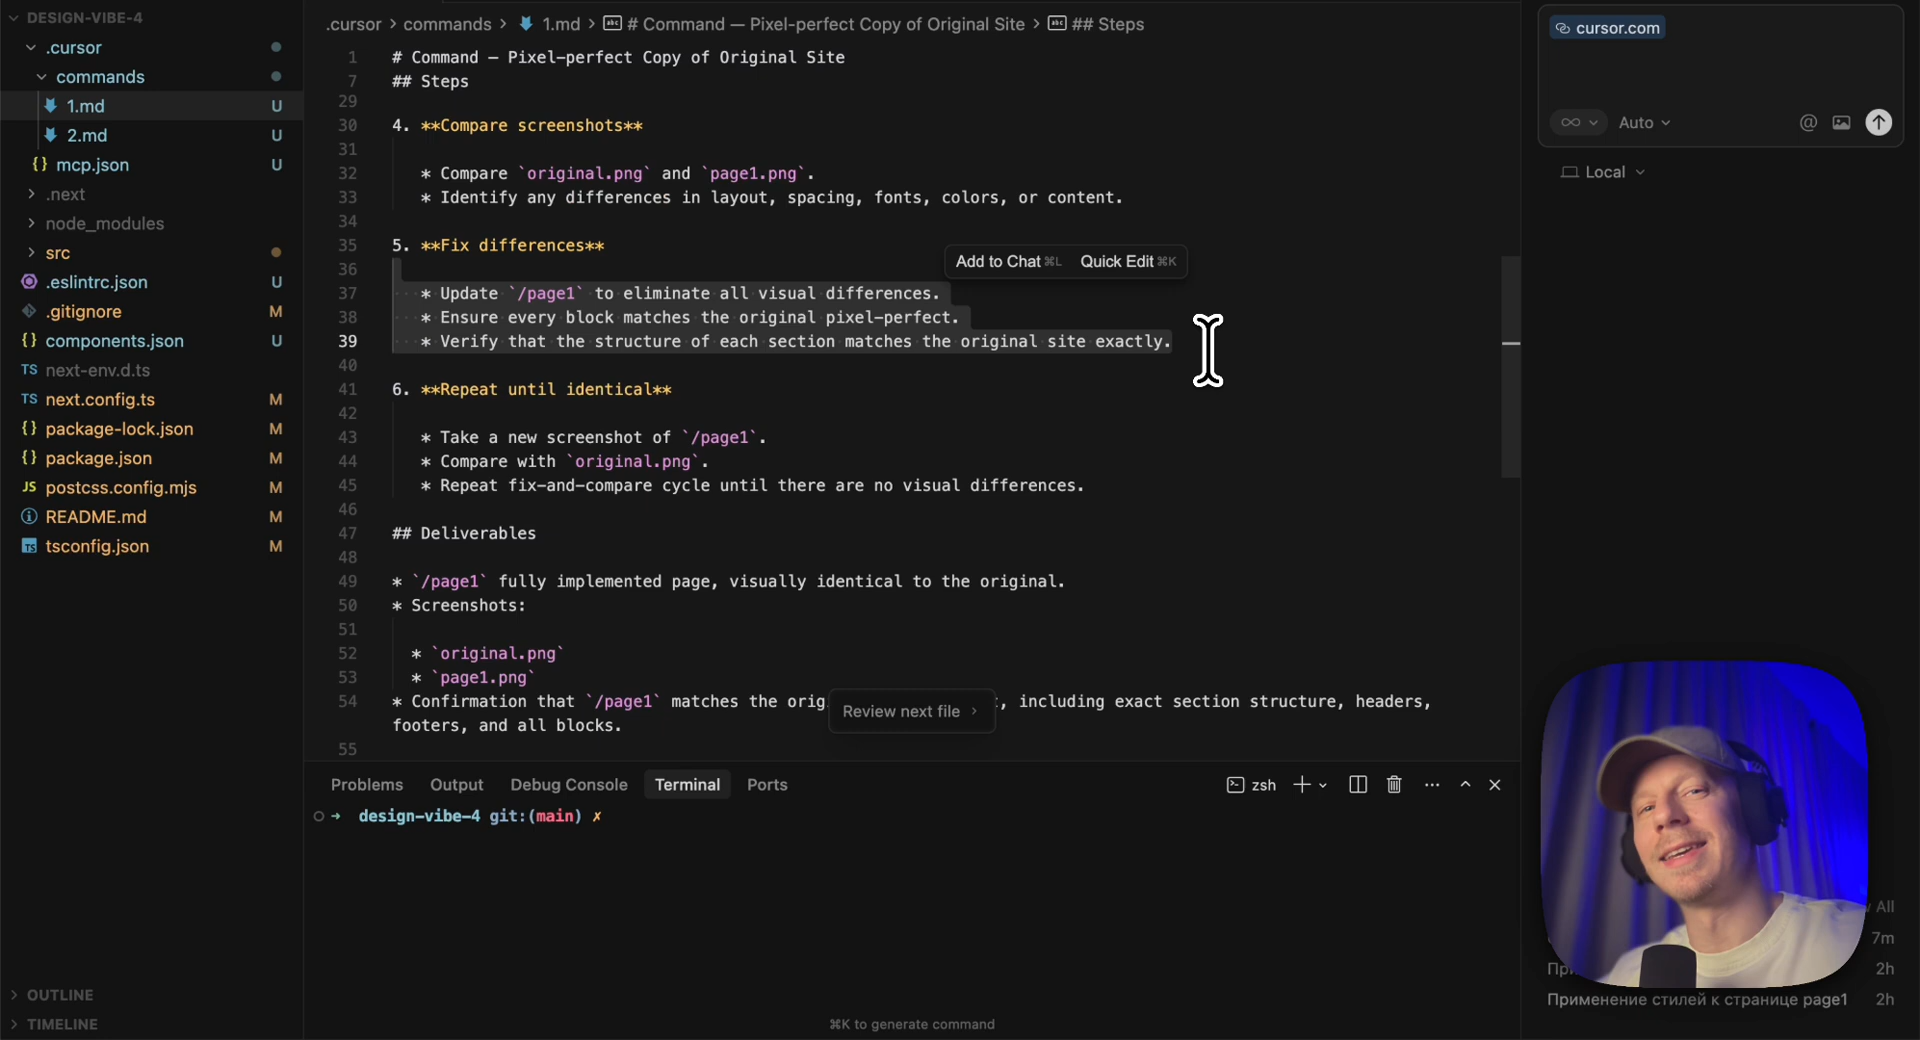 DESIGN-VIBE-4
.cursor
commands
1.md U
2.md U
{} mcp.json U
.next
node_modules
src
.eslintrc.json U
.gitignore M
{} components.json U
TS next-env.d.ts
TS next.config.ts M
{} package-lock.json M
{} package.json M
JS postcss.config.mjs M
README.md M
TS tsconfig.json M
OUTLINE
TIMELINE
.cursor > commands > 1.md > abc # Command — Pixel-perfect Copy of Original Site > abc ## Steps
1 # Command — Pixel-perfect Copy of Original Site
7 ## Steps
29
30 4. **Compare screenshots**
31
32 * Compare `original.png` and `page1.png`.
33 * Identify any differences in layout, spacing, fonts, colors, or content.
34
35 5. **Fix differences**
36
Add to Chat ⌘L Quick Edit ⌘K
37 * Update `/page1` to eliminate all visual differences.
38 * Ensure every block matches the original pixel-perfect.
39 * Verify that the structure of each section matches the original site exactly.
40
41 6. **Repeat until identical**
42
43 * Take a new screenshot of `/page1`.
44 * Compare with `original.png`.
45 * Repeat fix-and-compare cycle until there are no visual differences.
46
47 ## Deliverables
48
49 * `/page1` fully implemented page, visually identical to the original.
50 * Screenshots:
51
52 * `original.png`
53 * `page1.png`
54 * Confirmation that `/page1` matches the orig , including exact section structure, headers,
footers, and all blocks.
Review next file >
55
Problems Output Debug Console Terminal Ports
zsh
→ design-vibe-4 git:(main) ✗
⌘K to generate command
cursor.com
∞ Auto @
Local
All
7m
2h
Применение стилей к странице page1 2h